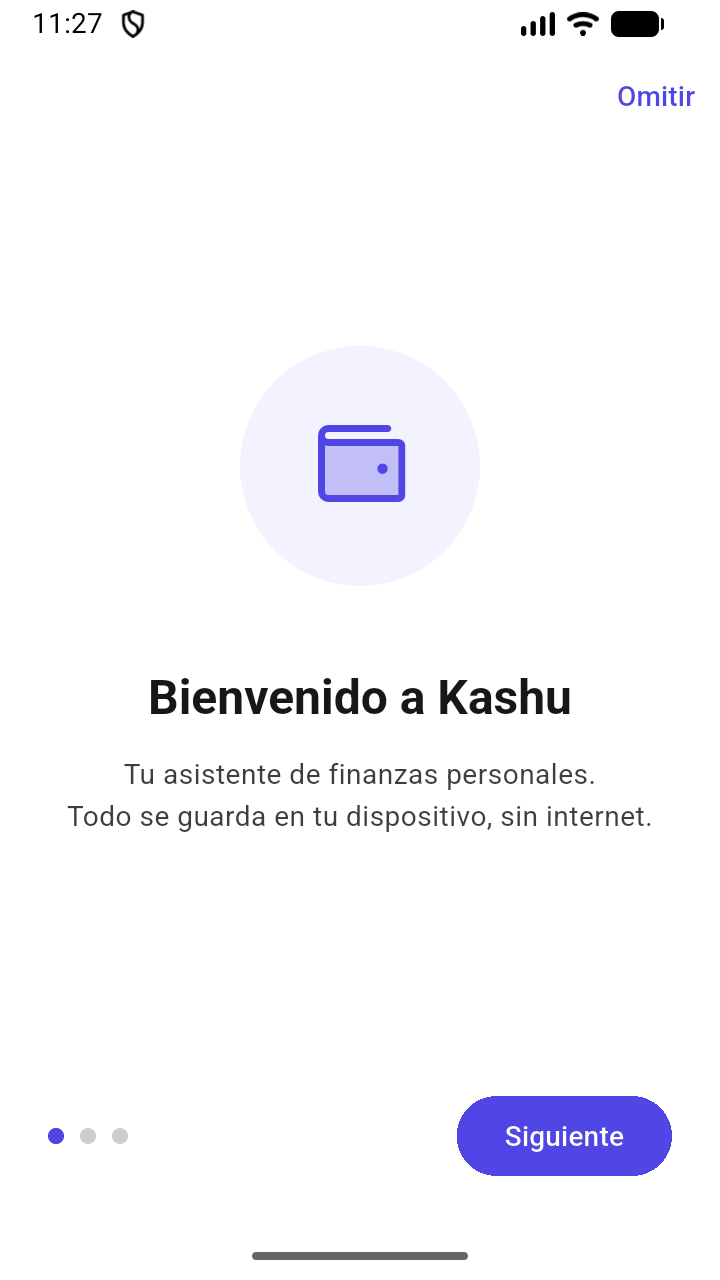 11:27
Omitir
Bienvenido a Kashu
Tu asistente de finanzas personales.
Todo se guarda en tu dispositivo, sin internet.
Siguiente